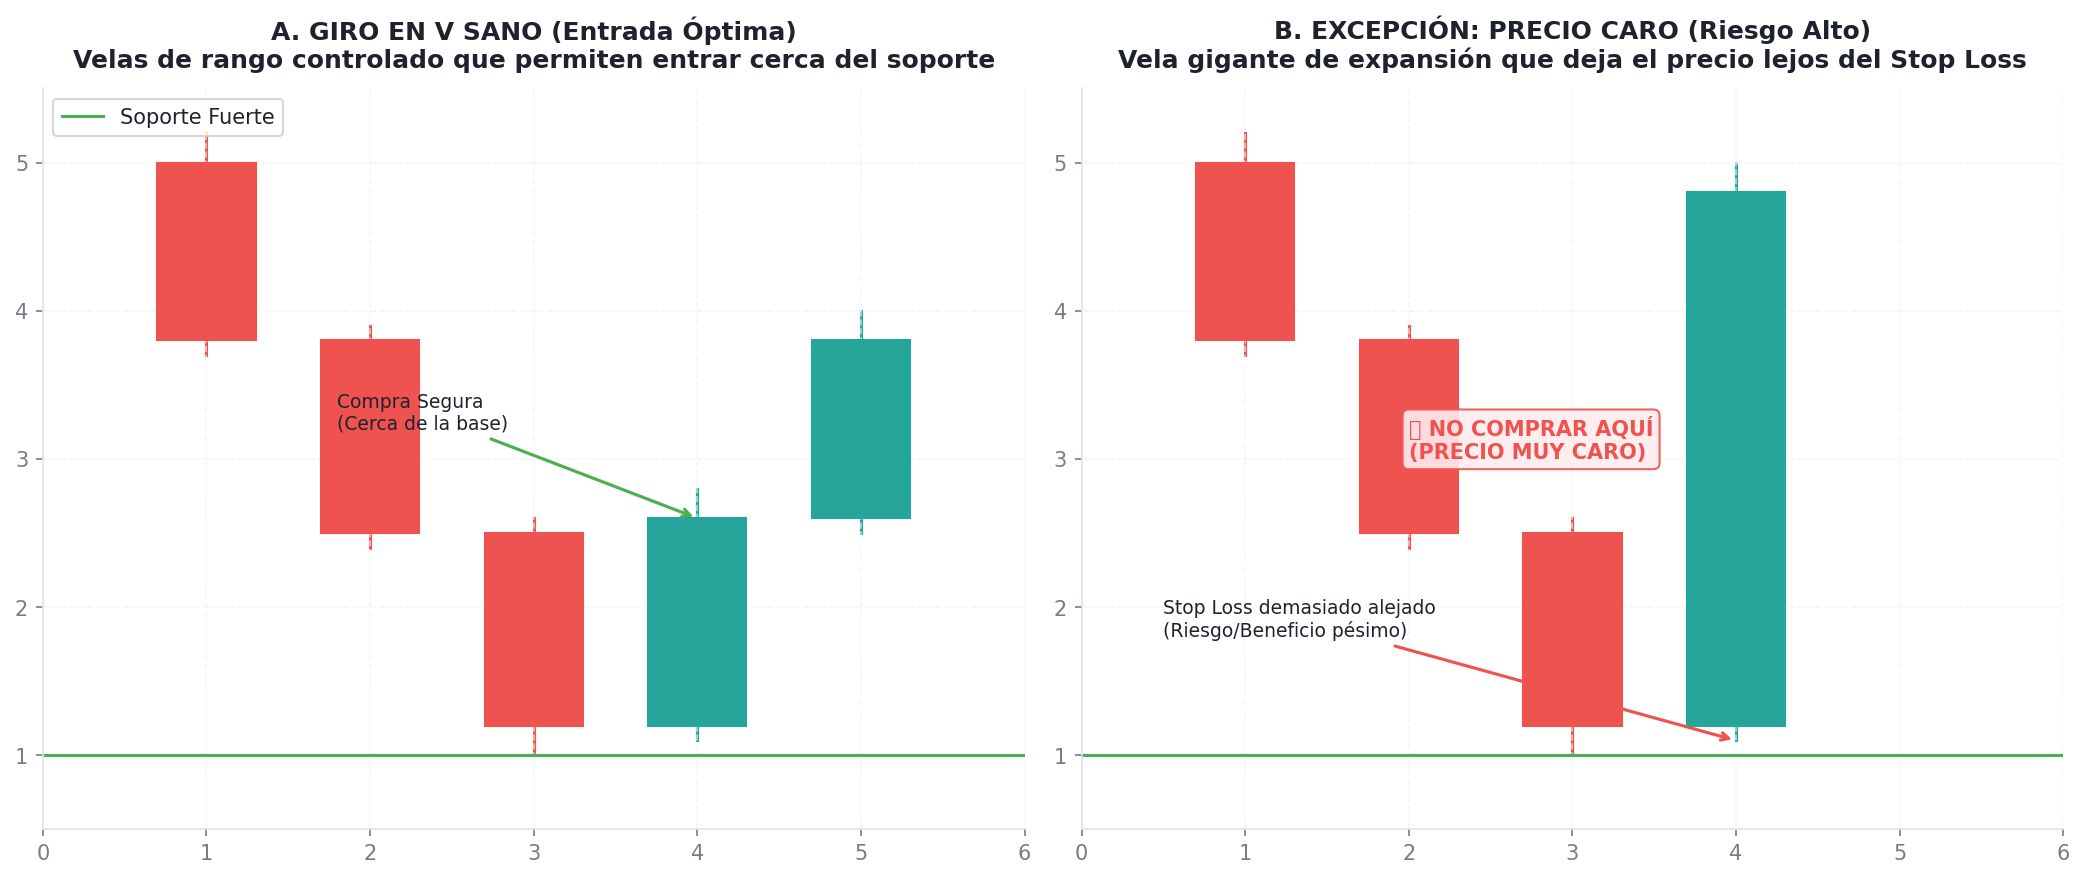 A. GIRO EN V SANO (Entrada Óptima)
Velas de rango controlado que permiten entrar cerca del soporte
Soporte Fuerte
5
4
3
2
1
Compra Segura
(Cerca de la base)
0 1 2 3 4 5 6
B. EXCEPCIÓN: PRECIO CARO (Riesgo Alto)
Vela gigante de expansión que deja el precio lejos del Stop Loss
5
4
3
2
1
NO COMPRAR AQUÍ
(PRECIO MUY CARO)
Stop Loss demasiado alejado
(Riesgo/Beneficio pésimo)
0 1 2 3 4 5 6